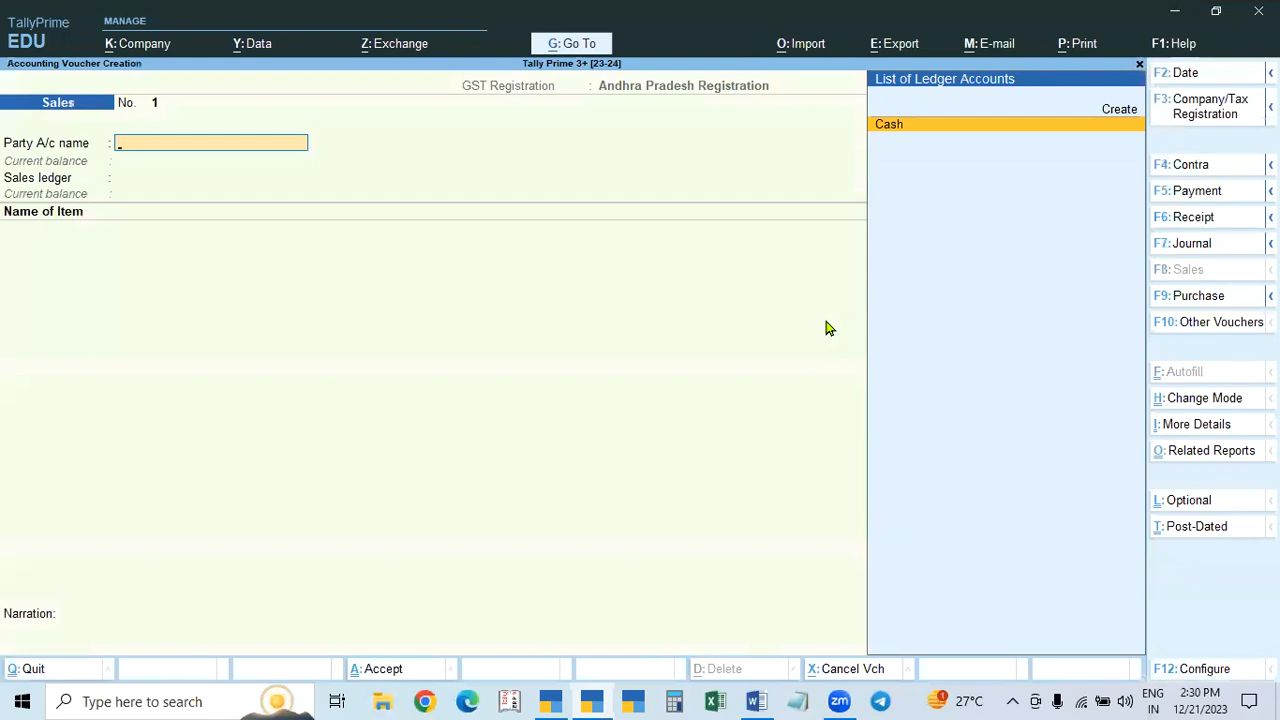 TallyPrime
EDU
MANAGE
K: Company
Y: Data
Z: Exchange
G: Go To
O: Import
E: Export
M: E-mail
P: Print
F1: Help
Accounting Voucher Creation
Tally Prime 3+ [23-24]
GST Registration : Andhra Pradesh Registration
Sales No. 1
Party A/c name :
Current balance :
Sales ledger :
Current balance :
Name of Item
Narration:
List of Ledger Accounts
Create
Cash
F2: Date
F3: Company/Tax
Registration
F4: Contra
F5: Payment
F6: Receipt
F7: Journal
F8: Sales
F9: Purchase
F10: Other Vouchers
F: Autofill
H: Change Mode
I: More Details
O: Related Reports
L: Optional
T: Post-Dated
F12: Configure
Q: Quit
A: Accept
D: Delete
X: Cancel Vch
Type here to search
27°C
ENG
IN
2:30 PM
12/21/2023